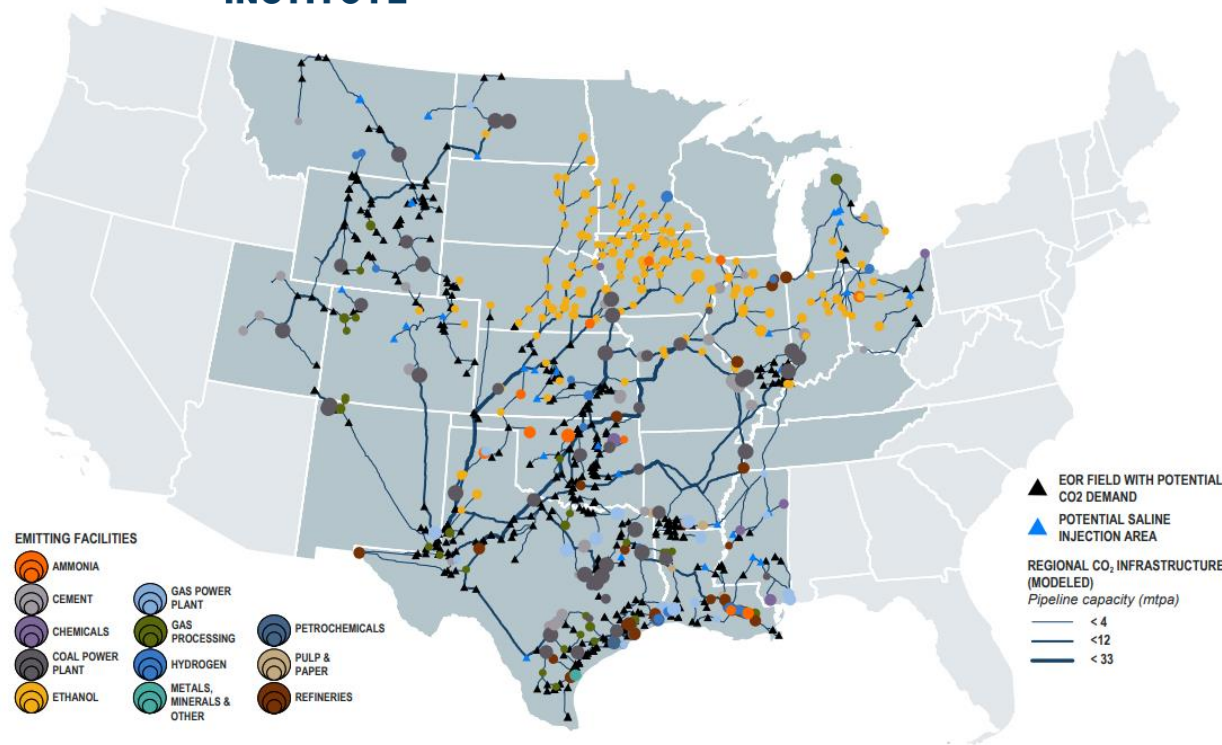 INSTITUTE
EOR FIELD WITH POTENTIAL
CO2 DEMAND
POTENTIAL SALINE
INJECTION AREA
REGIONAL CO₂ INFRASTRUCTURE
(MODELED)
Pipeline capacity (mtpa)
< 4
<12
< 33
EMITTING FACILITIES
AMMONIA
CEMENT
CHEMICALS
COAL POWER
PLANT
ETHANOL
GAS POWER
PLANT
GAS
PROCESSING
HYDROGEN
METALS,
MINERALS &
OTHER
PETROCHEMICALS
PULP &
PAPER
REFINERIES